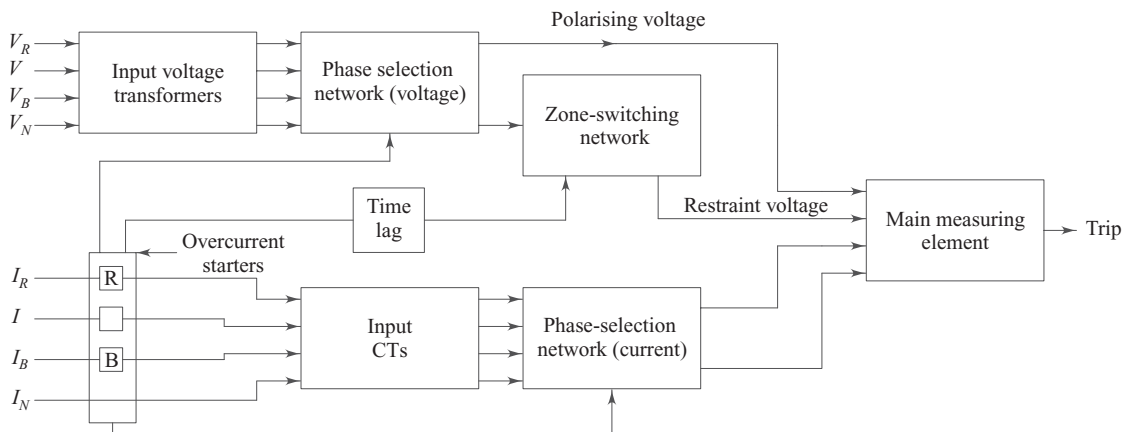 Polarising voltage
V_R
V
V_B
V_N
Input voltage
transformers
Phase selection
network (voltage)
Zone-switching
network
Time
lag
Restraint voltage
Main measuring
element
Trip
Overcurrent
starters
I_R
R
I
I_B
B
I_N
Input
CTs
Phase-selection
network (current)